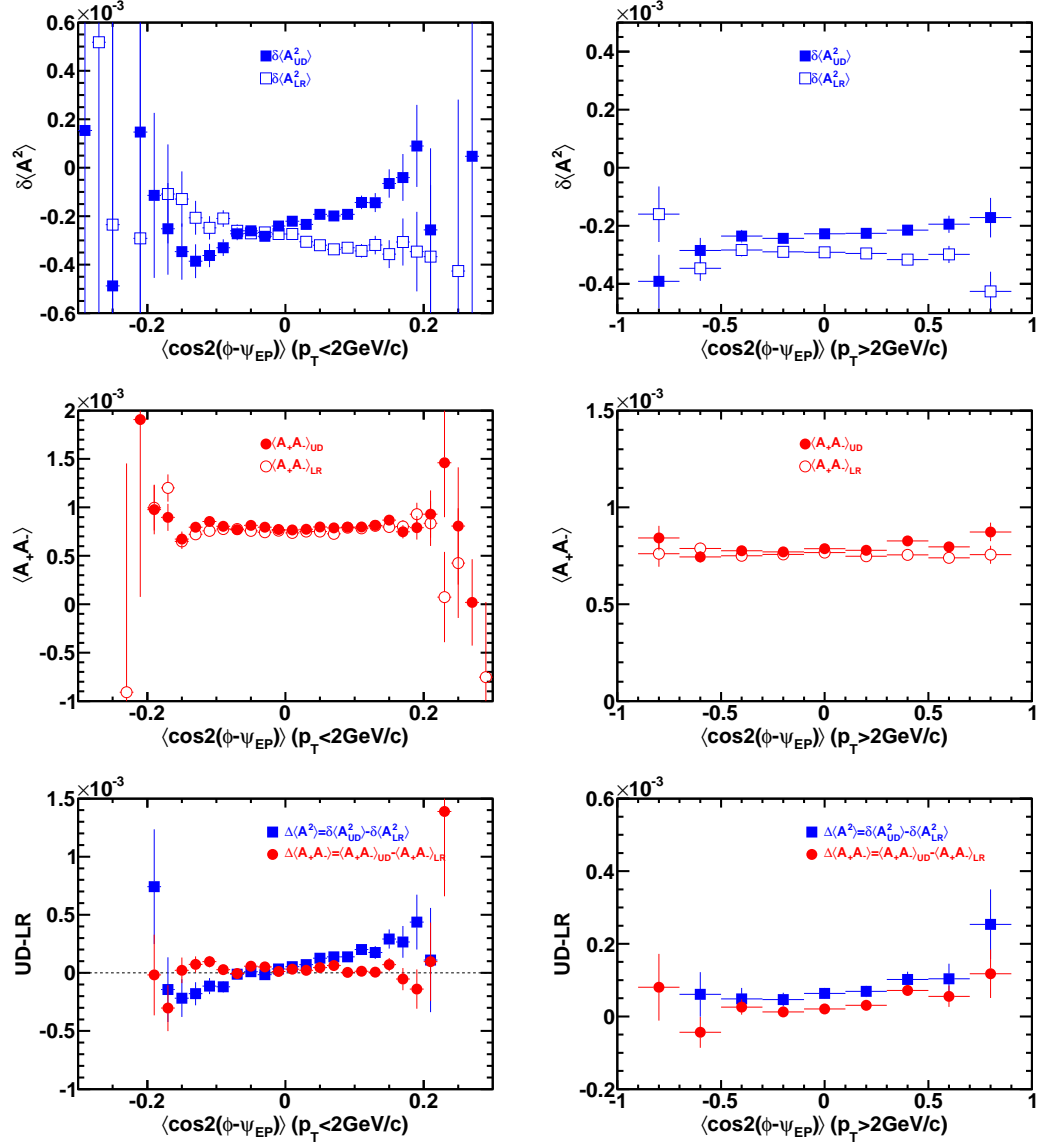 ×10⁻³
0.6
0.4
0.2
0
-0.2
-0.4
-0.6
δ⟨A²⟩
δ⟨A²_UD⟩
δ⟨A²_LR⟩
-0.2 0 0.2
⟨cos2(φ-ψ_EP)⟩ (p_T<2GeV/c)
×10⁻³
0.4
0.2
0
-0.2
-0.4
δ⟨A²⟩
δ⟨A²_UD⟩
δ⟨A²_LR⟩
-1 -0.5 0 0.5 1
⟨cos2(φ-ψ_EP)⟩ (p_T>2GeV/c)
×10⁻³
2
1.5
1
0.5
0
-0.5
-1
⟨A₊A₋⟩
⟨A₊A₋⟩_UD
⟨A₊A₋⟩_LR
-0.2 0 0.2
⟨cos2(φ-ψ_EP)⟩ (p_T<2GeV/c)
×10⁻³
1.5
1
0.5
0
⟨A₊A₋⟩
⟨A₊A₋⟩_UD
⟨A₊A₋⟩_LR
-1 -0.5 0 0.5 1
⟨cos2(φ-ψ_EP)⟩ (p_T>2GeV/c)
×10⁻³
1.5
1
0.5
0
-0.5
-1
UD-LR
Δ⟨A²⟩=δ⟨A²_UD⟩-δ⟨A²_LR⟩
Δ⟨A₊A₋⟩=⟨A₊A₋⟩_UD-⟨A₊A₋⟩_LR
-0.2 0 0.2
⟨cos2(φ-ψ_EP)⟩ (p_T<2GeV/c)
×10⁻³
0.6
0.4
0.2
0
-0.2
UD-LR
Δ⟨A²⟩=δ⟨A²_UD⟩-δ⟨A²_LR⟩
Δ⟨A₊A₋⟩=⟨A₊A₋⟩_UD-⟨A₊A₋⟩_LR
-1 -0.5 0 0.5 1
⟨cos2(φ-ψ_EP)⟩ (p_T>2GeV/c)